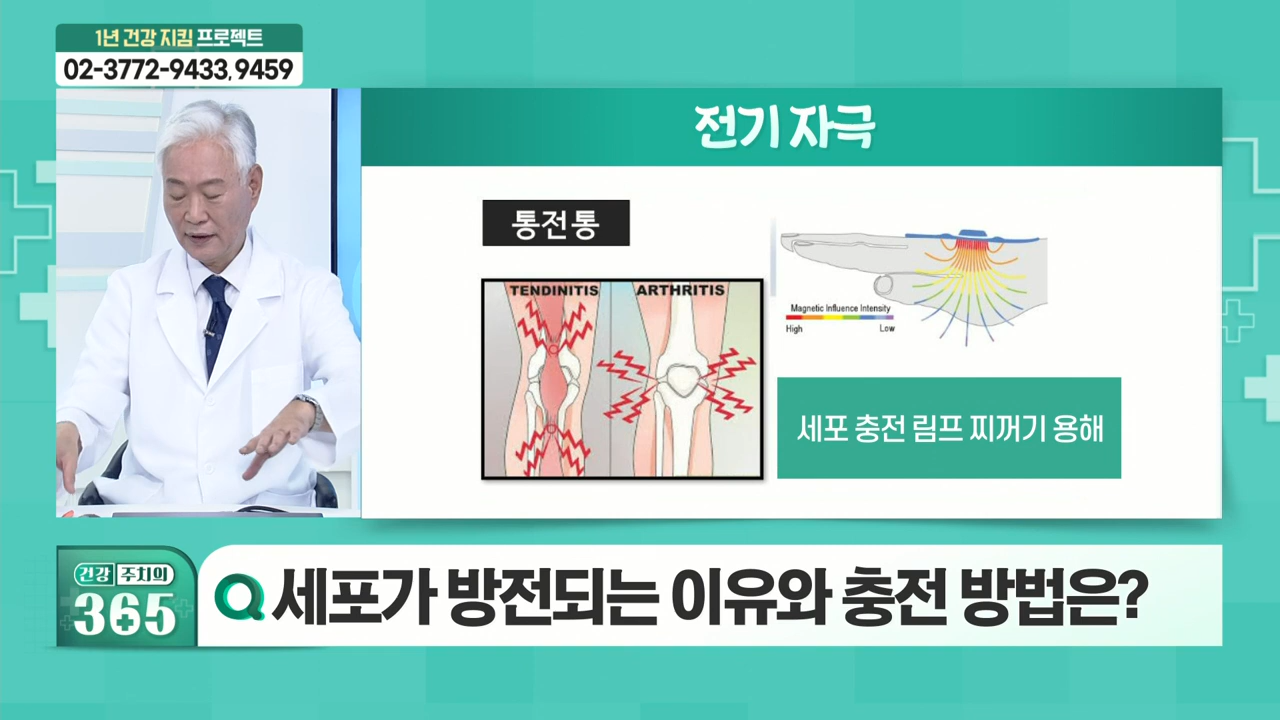 1년 건강 지킴 프로젝트
02-3772-9433, 9459
전기 자극
통전통
TENDINITIS
ARTHRITIS
Magnetic Influence Intensity
High
Low
세포 충전 림프 찌꺼기 용해
건강 주치의
365
Q 세포가 방전되는 이유와 충전 방법은?